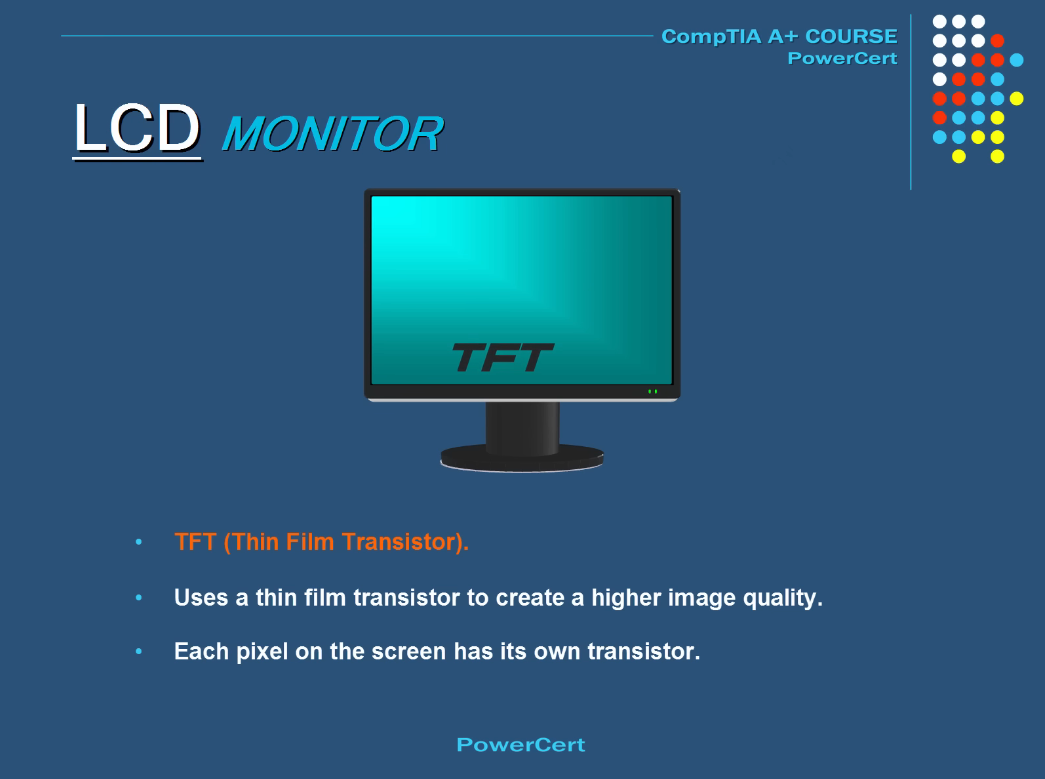 CompTIA A+ COURSE
PowerCert
LCD MONITOR
TFT
• TFT (Thin Film Transistor).
• Uses a thin film transistor to create a higher image quality.
• Each pixel on the screen has its own transistor.
PowerCert